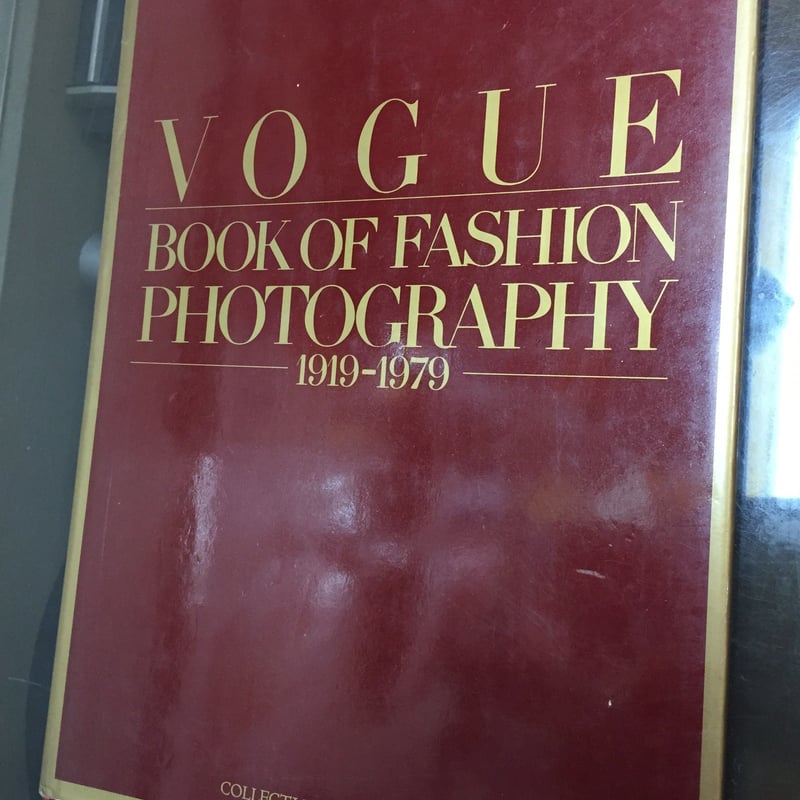 VOGUE
BOOK OF FASHION
PHOTOGRAPHY
1919-1979